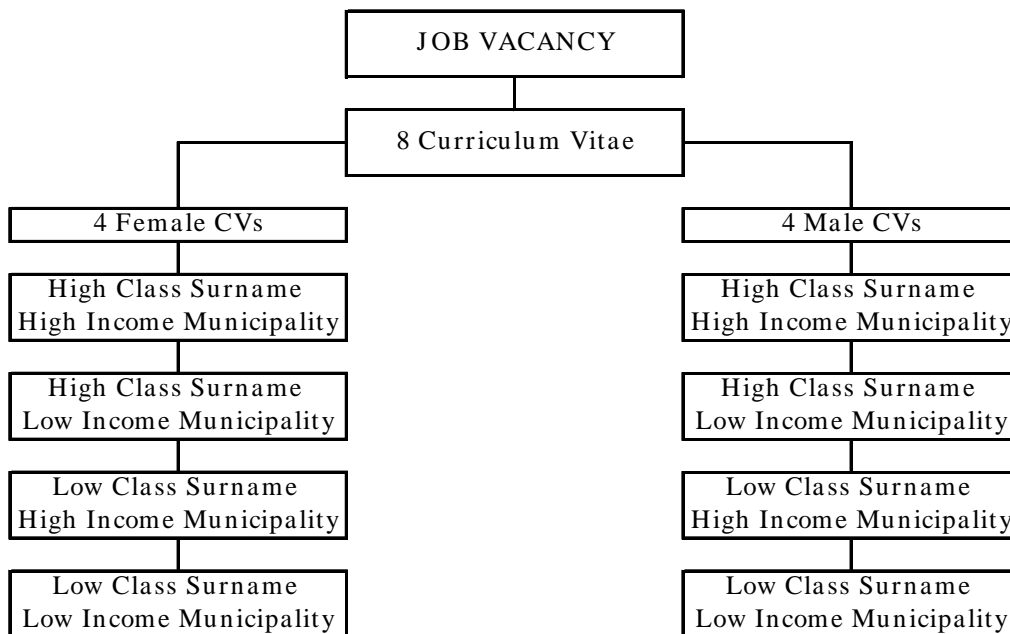 JOB VACANCY
8 Curriculum Vitae
4 Female CVs
High Class Surname
High Income Municipality
High Class Surname
Low Income Municipality
Low Class Surname
High Income Municipality
Low Class Surname
Low Income Municipality
4 Male CVs
High Class Surname
High Income Municipality
High Class Surname
Low Income Municipality
Low Class Surname
High Income Municipality
Low Class Surname
Low Income Municipality